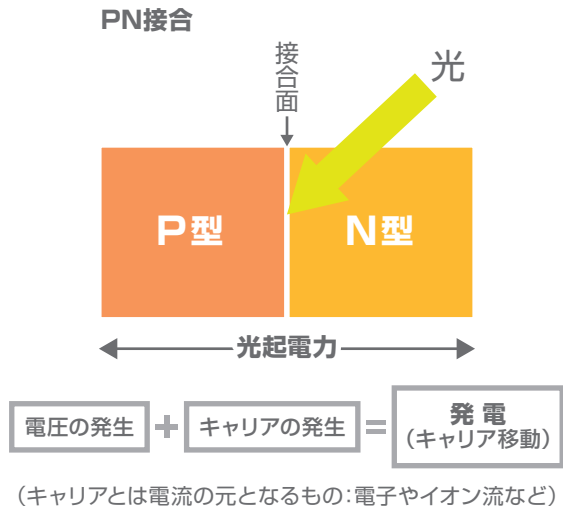 PN接合
接合面
光
P型
N型
光起電力
電圧の発生
+
キャリアの発生
=
発電
(キャリア移動)
(キャリアとは電流の元となるもの:電子やイオン流など)